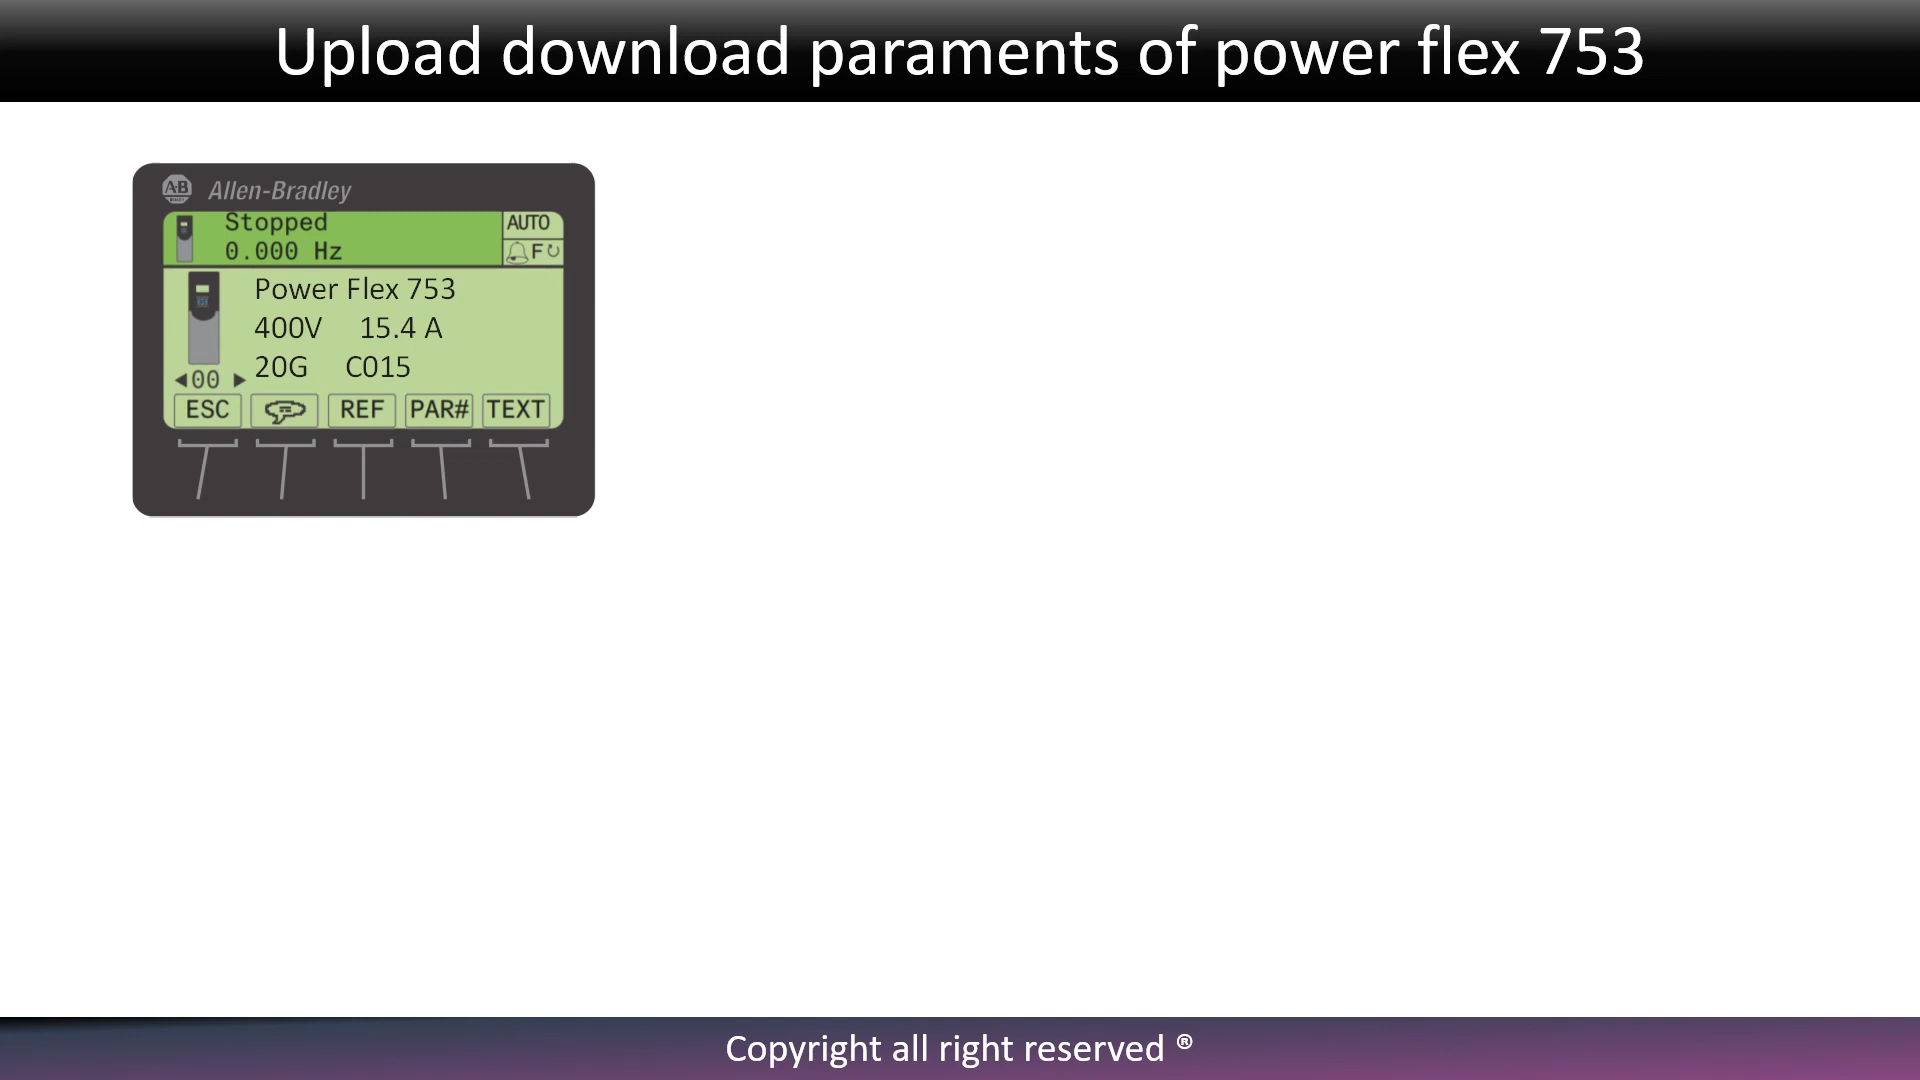 Upload download paraments of power flex 753
A-B
Allen-Bradley
Stopped
0.000 Hz
AUTO
F
Power Flex 753
400V 15.4 A
20G C015
00
ESC REF PAR# TEXT
Copyright all right reserved ®